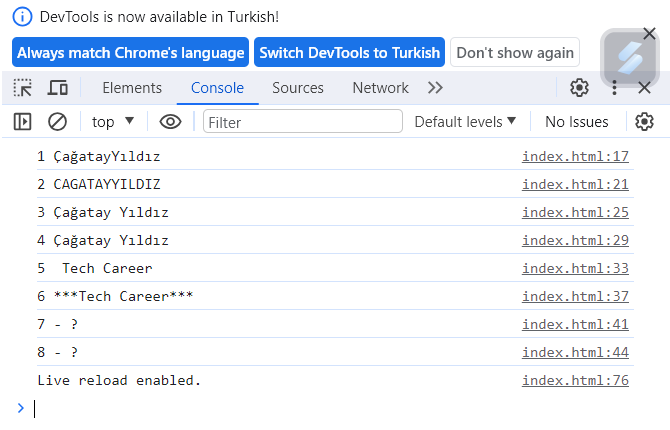 DevTools is now available in Turkish!
Always match Chrome's language Switch DevTools to Turkish Don't show again
Elements Console Sources Network
top Filter Default levels No Issues
1 ÇağatayYıldız index.html:17
2 CAGATAYYILDIZ index.html:21
3 Çağatay Yıldız index.html:25
4 Çağatay Yıldız index.html:29
5  Tech Career index.html:33
6 ***Tech Career*** index.html:37
7 - ? index.html:41
8 - ? index.html:44
Live reload enabled. index.html:76